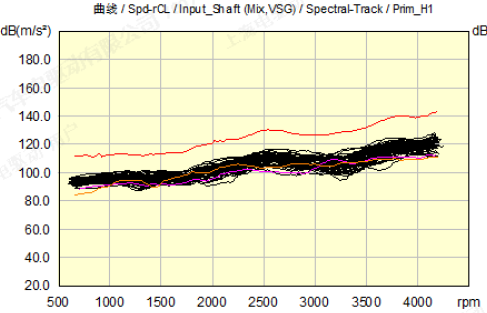 曲线 / Spd-rCL / Input_Shaft (Mix,VSG) / Spectral-Track / Prim_H1
dB(m/s²)
dB
180.0
160.0
140.0
120.0
100.0
80.0
60.0
40.0
20.0
500 1000 1500 2000 2500 3000 3500 4000 rpm